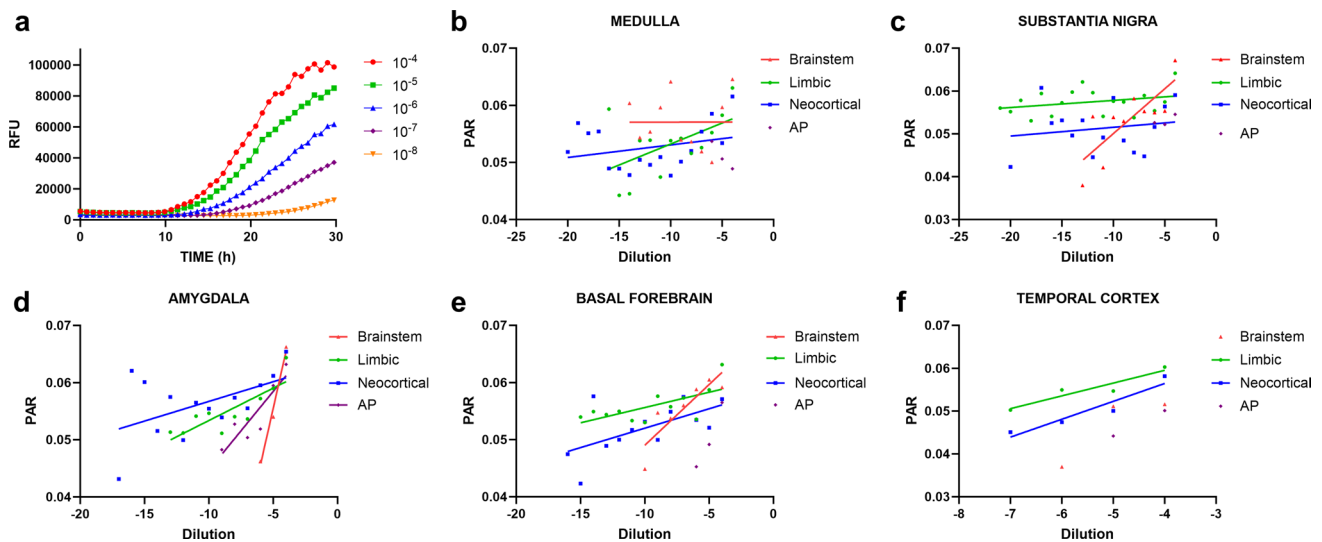 a
RFU
100000
80000
60000
40000
20000
0
0
10
20
30
TIME (h)
10-4
10-5
10-6
10-7
10-8
b
MEDULLA
PAR
0.07
0.06
0.05
0.04
-25
-20
-15
-10
-5
0
Dilution
Brainstem
Limbic
Neocortical
AP
c
SUBSTANTIA NIGRA
PAR
0.07
0.06
0.05
0.04
0.03
-25
-20
-15
-10
-5
0
Dilution
Brainstem
Limbic
Neocortical
AP
d
AMYGDALA
PAR
0.07
0.06
0.05
0.04
-20
-15
-10
-5
0
Dilution
Brainstem
Limbic
Neocortical
AP
e
BASAL FOREBRAIN
PAR
0.07
0.06
0.05
0.04
-20
-15
-10
-5
0
Dilution
Brainstem
Limbic
Neocortical
AP
f
TEMPORAL CORTEX
PAR
0.07
0.06
0.05
0.04
0.03
-8
-7
-6
-5
-4
-3
Dilution
Brainstem
Limbic
Neocortical
AP